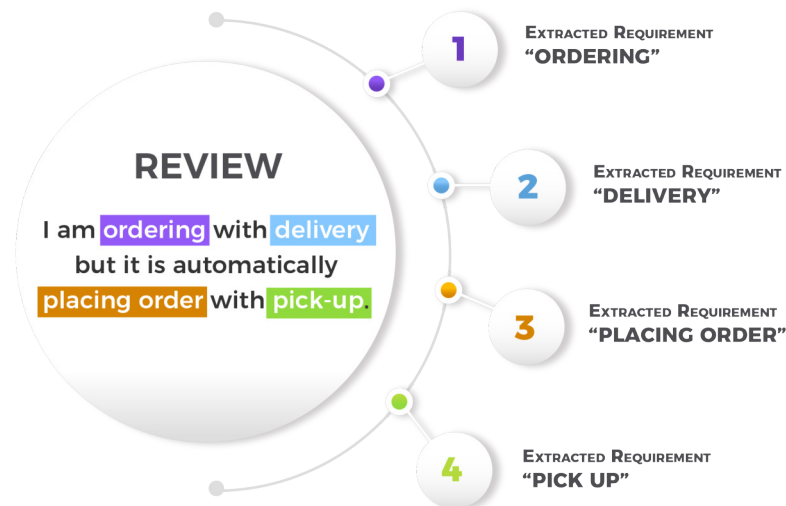 REVIEW
I am ordering with delivery
but it is automatically
placing order with pick-up.
1
EXTRACTED REQUIREMENT
“ORDERING”
2
EXTRACTED REQUIREMENT
“DELIVERY”
3
EXTRACTED REQUIREMENT
“PLACING ORDER”
4
EXTRACTED REQUIREMENT
“PICK UP”